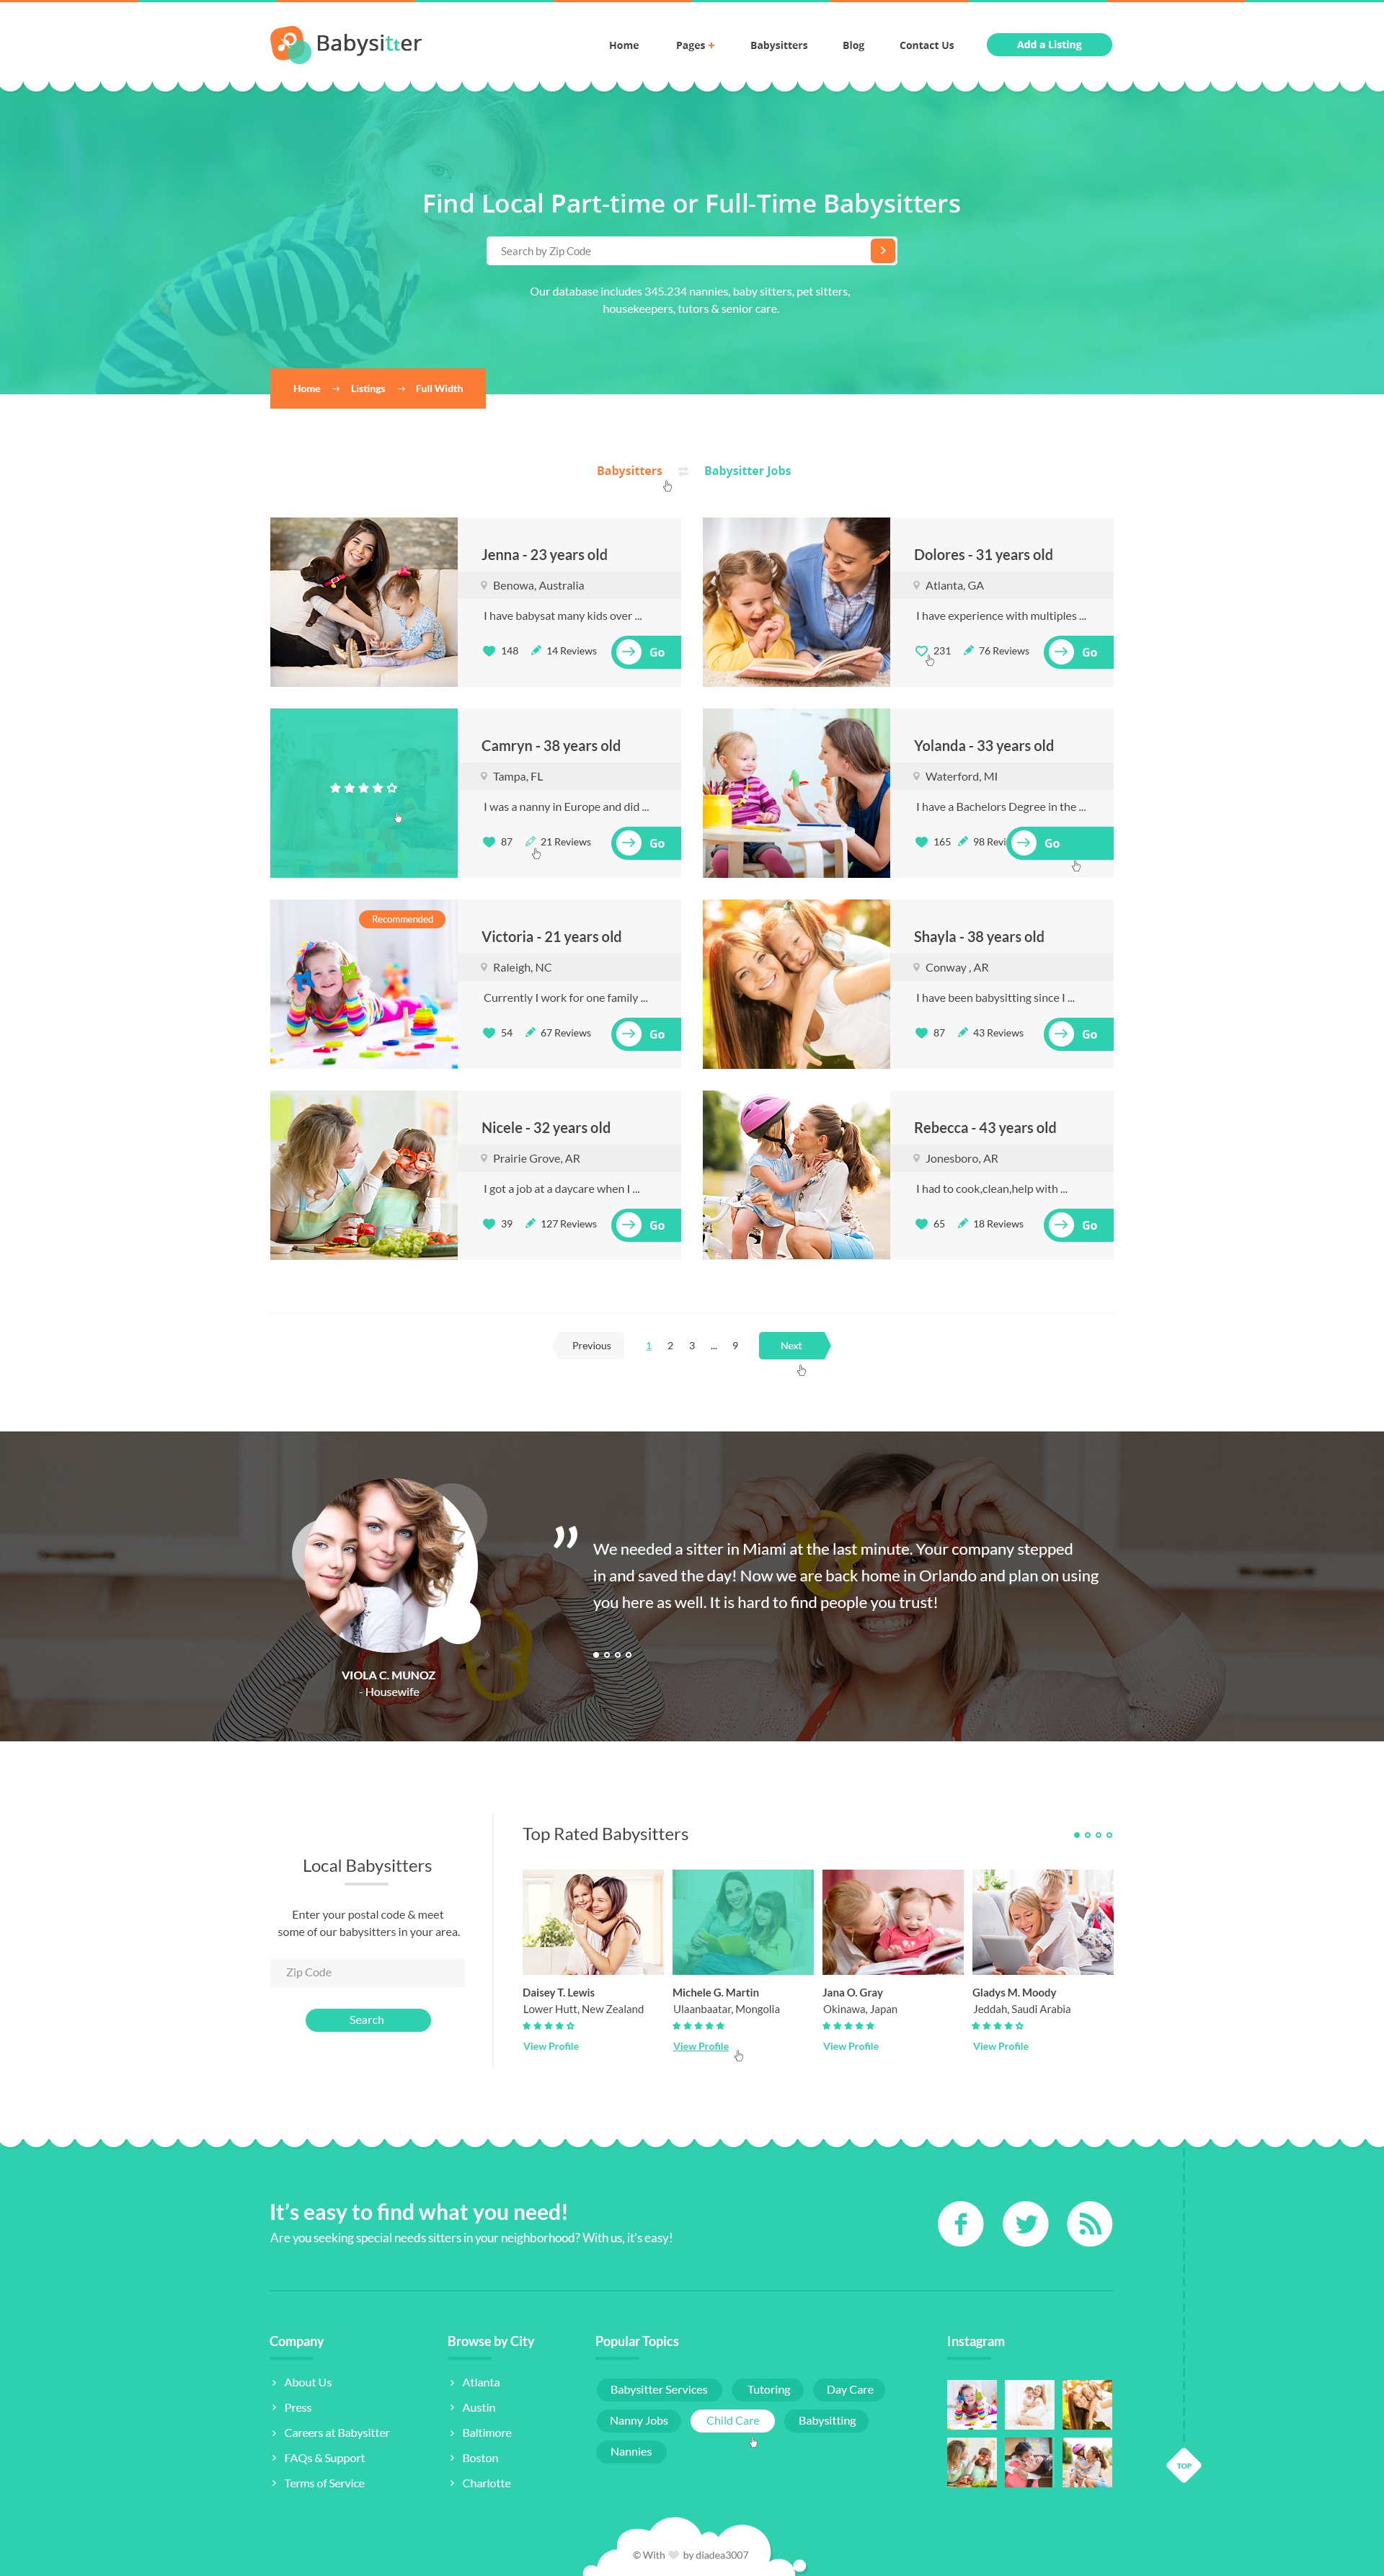 Babysitter
Home Pages + Babysitters Blog Contact Us Add a Listing
Find Local Part-time or Full-Time Babysitters
Search by Zip Code
Our database includes 345.234 nannies, baby sitters, pet sitters,
housekeepers, tutors & senior care.
Home → Listings → Full Width
Babysitters Babysitter Jobs
Jenna - 23 years old
Benowa, Australia
I have babysat many kids over ...
148 14 Reviews Go
Dolores - 31 years old
Atlanta, GA
I have experience with multiples ...
231 76 Reviews Go
Camryn - 38 years old
Tampa, FL
I was a nanny in Europe and did ...
87 21 Reviews Go
Yolanda - 33 years old
Waterford, MI
I have a Bachelors Degree in the ...
165 98 Revi Go
Recommended
Victoria - 21 years old
Raleigh, NC
Currently I work for one family ...
54 67 Reviews Go
Shayla - 38 years old
Conway , AR
I have been babysitting since I ...
87 43 Reviews Go
Nicele - 32 years old
Prairie Grove, AR
I got a job at a daycare when I ...
39 127 Reviews Go
Rebecca - 43 years old
Jonesboro, AR
I had to cook,clean,help with ...
65 18 Reviews Go
Previous 1 2 3 ... 9 Next
” We needed a sitter in Miami at the last minute. Your company stepped
in and saved the day! Now we are back home in Orlando and plan on using
you here as well. It is hard to find people you trust!
VIOLA C. MUNOZ
- Housewife
Local Babysitters
Enter your postal code & meet
some of our babysitters in your area.
Zip Code
Search
Top Rated Babysitters
Daisey T. Lewis
Lower Hutt, New Zealand
View Profile
Michele G. Martin
Ulaanbaatar, Mongolia
View Profile
Jana O. Gray
Okinawa, Japan
View Profile
Gladys M. Moody
Jeddah, Saudi Arabia
View Profile
It’s easy to find what you need!
Are you seeking special needs sitters in your neighborhood? With us, it’s easy!
Company
About Us
Press
Careers at Babysitter
FAQs & Support
Terms of Service
Browse by City
Atlanta
Austin
Baltimore
Boston
Charlotte
Popular Topics
Babysitter Services Tutoring Day Care
Nanny Jobs Child Care Babysitting
Nannies
Instagram
TOP
© With by diadea3007